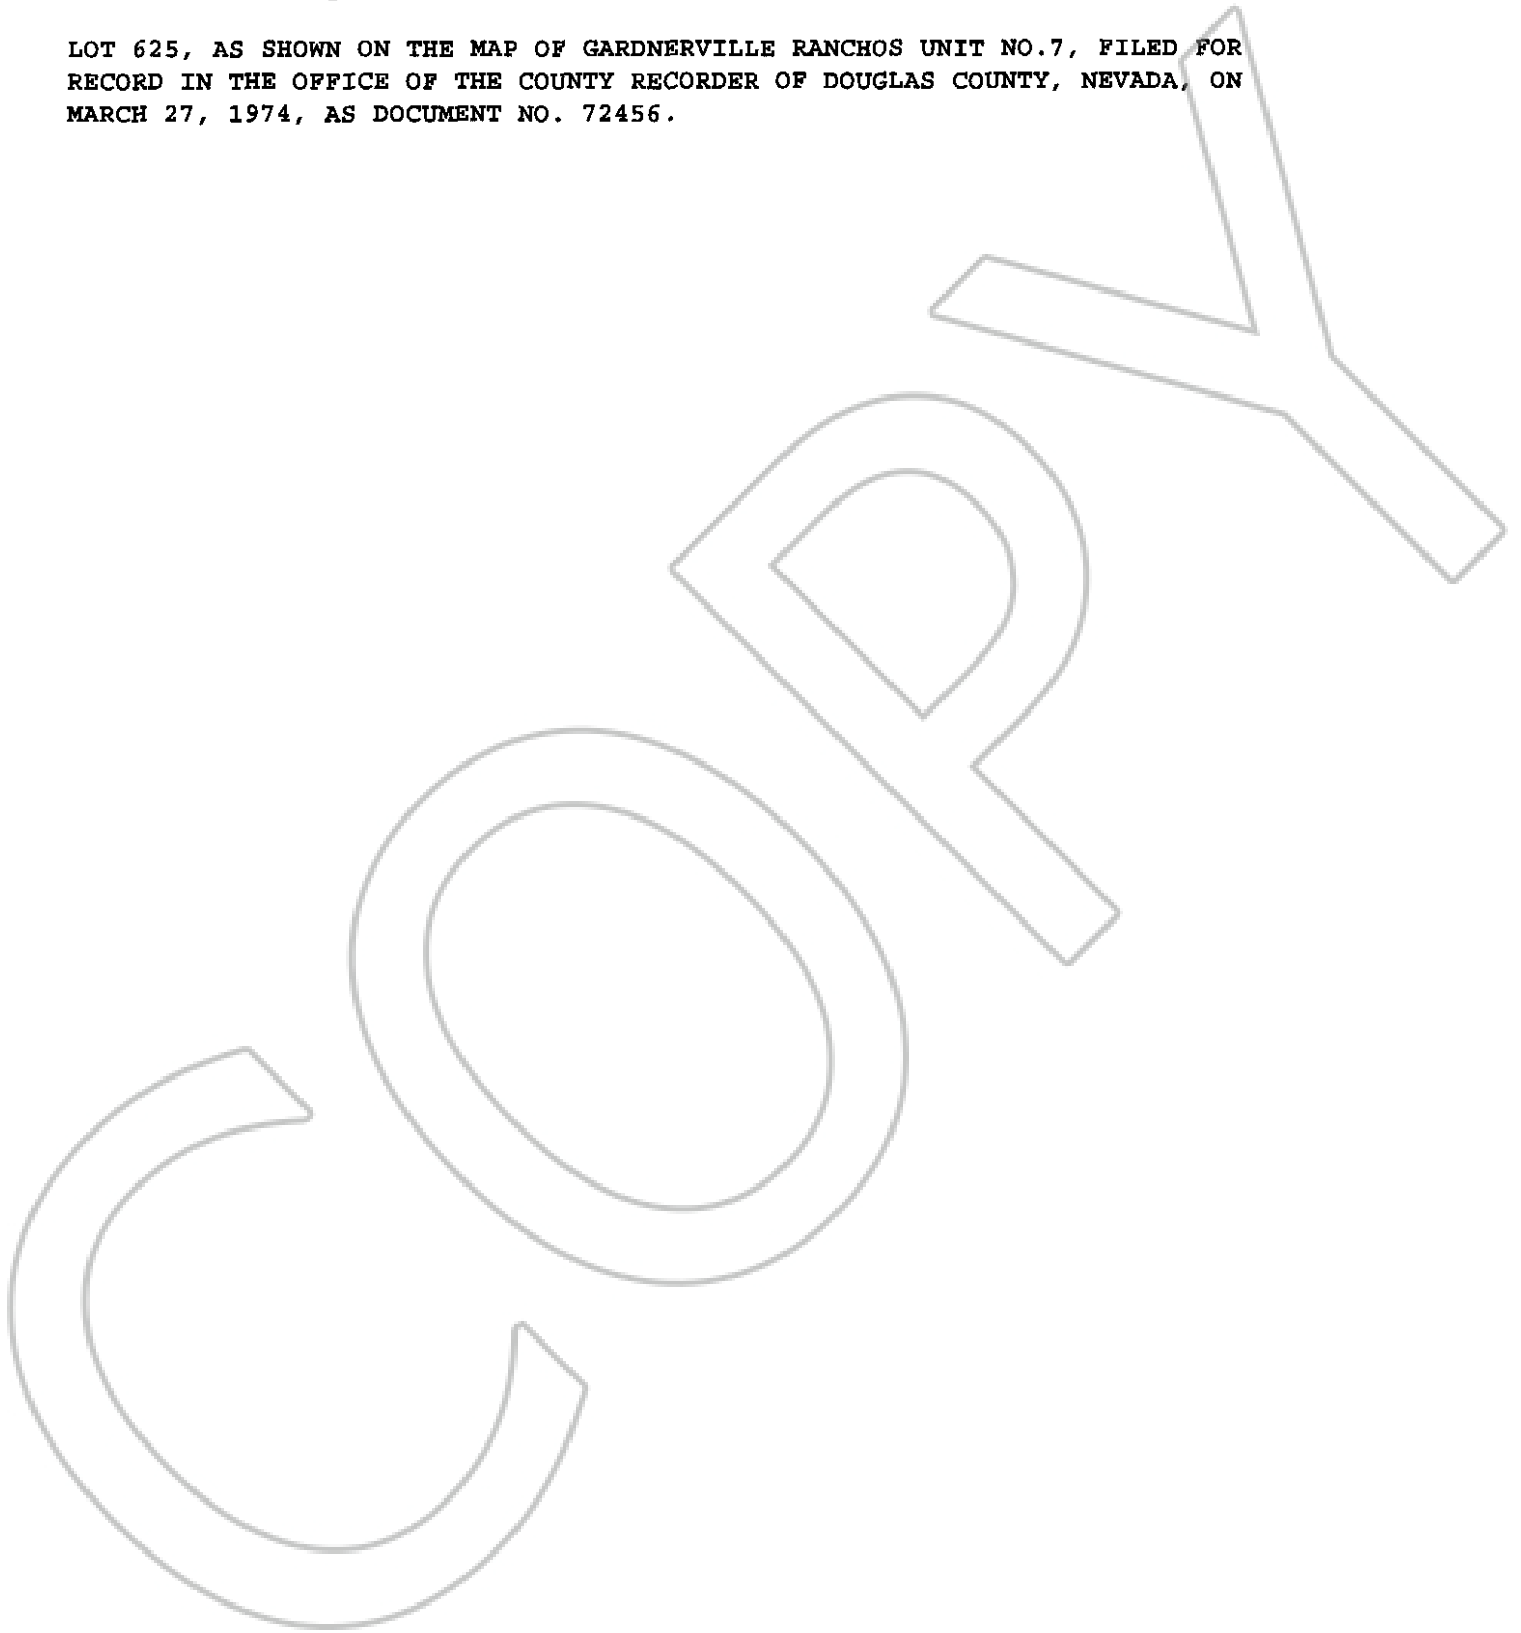 LOT 625, AS SHOWN ON THE MAP OF GARDNERVILLE RANCHOS UNIT NO.7, FILED FOR
RECORD IN THE OFFICE OF THE COUNTY RECORDER OF DOUGLAS COUNTY, NEVADA, ON
MARCH 27, 1974, AS DOCUMENT NO. 72456.
COPY